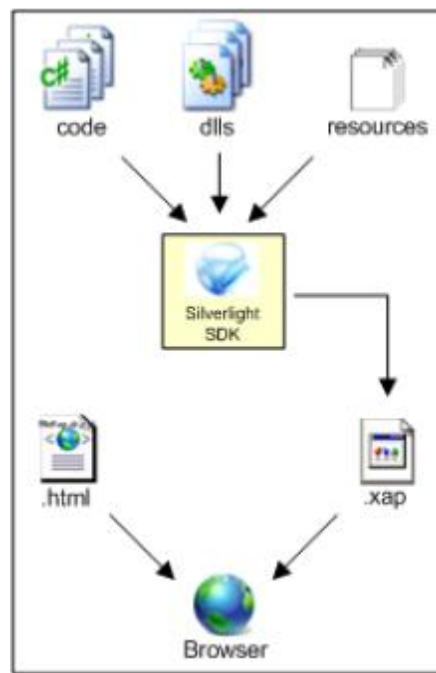 C#
code
dlls
resources
Silverlight
SDK
.html
.xap
Browser